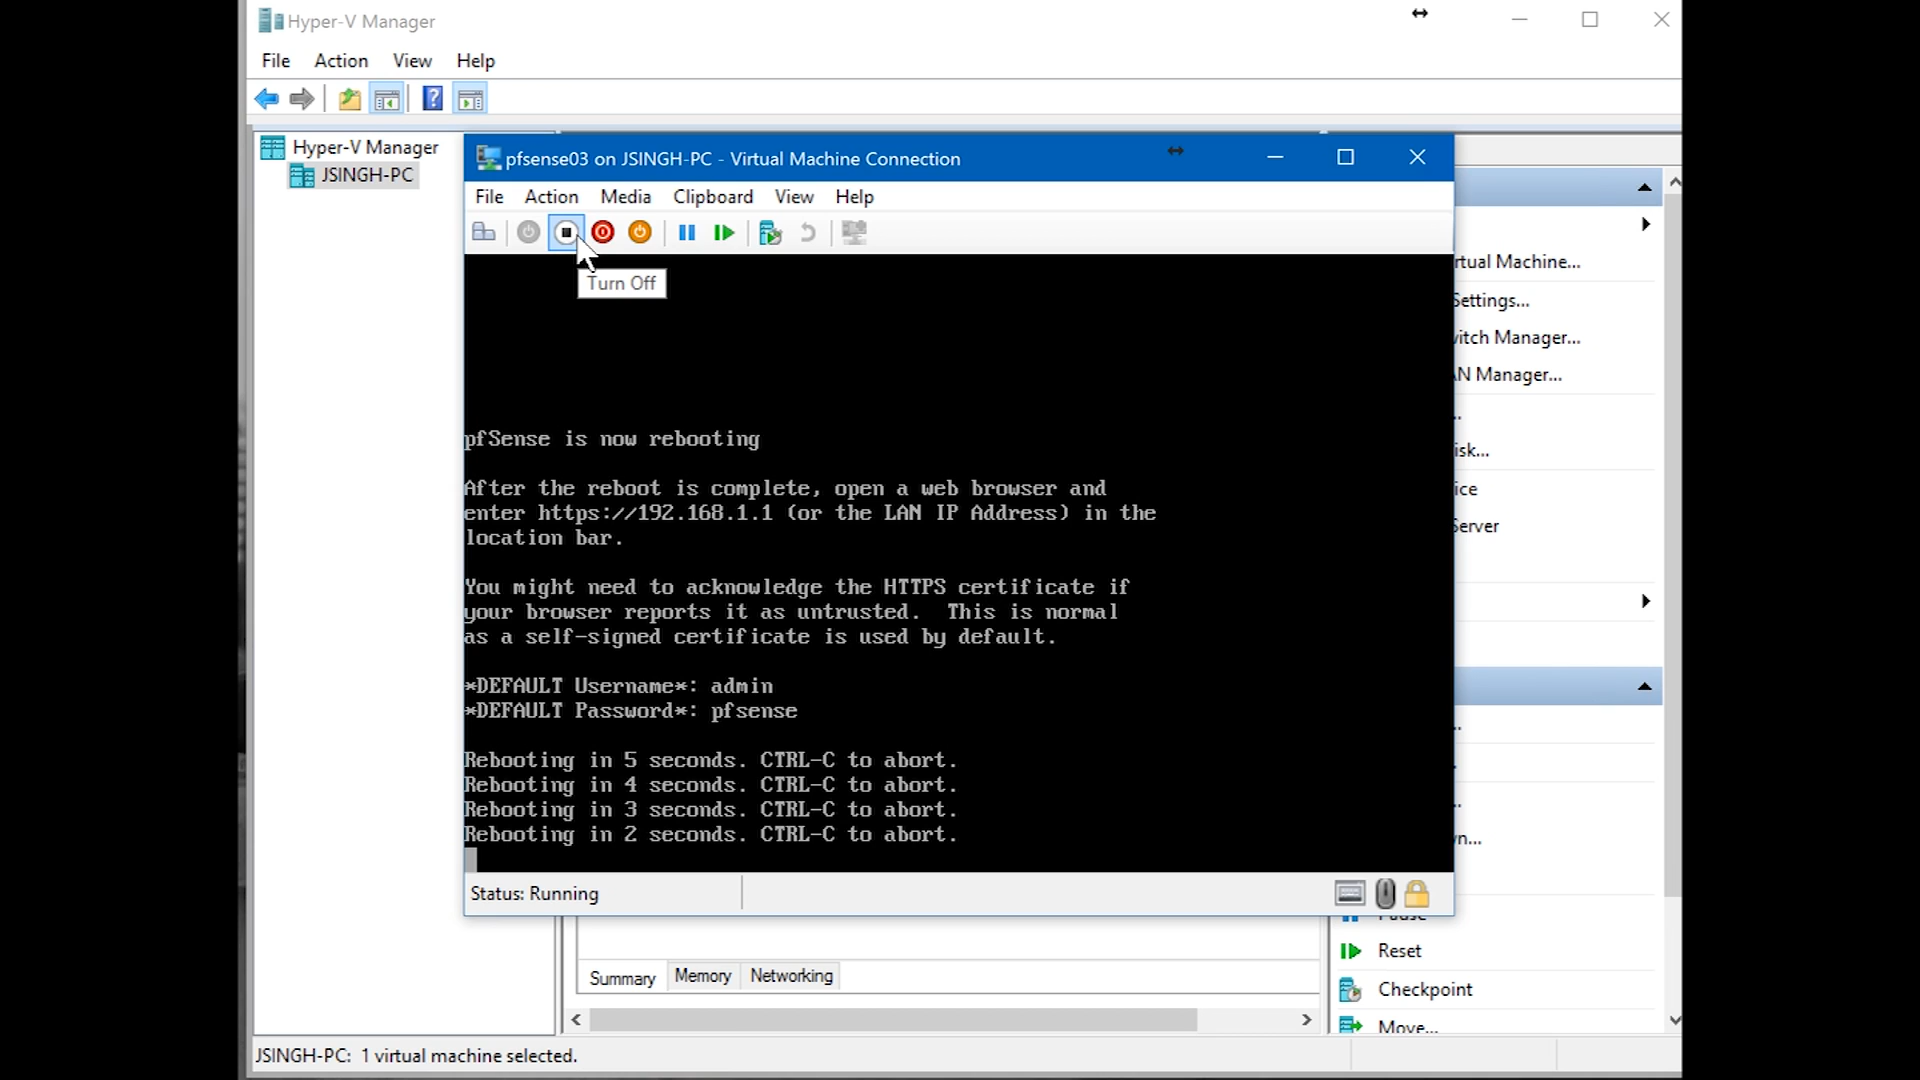 Hyper-V Manager
File Action View Help
Hyper-V Manager
JSINGH-PC
pfsense03 on JSINGH-PC - Virtual Machine Connection
File Action Media Clipboard View Help
Turn Off
pfSense is now rebooting
After the reboot is complete, open a web browser and
enter https://192.168.1.1 (or the LAN IP Address) in the
location bar.
You might need to acknowledge the HTTPS certificate if
your browser reports it as untrusted.  This is normal
as a self-signed certificate is used by default.
*DEFAULT Username*: admin
*DEFAULT Password*: pfsense
Rebooting in 5 seconds. CTRL-C to abort.
Rebooting in 4 seconds. CTRL-C to abort.
Rebooting in 3 seconds. CTRL-C to abort.
Rebooting in 2 seconds. CTRL-C to abort.
Status: Running
rtual Machine...
Settings...
itch Manager...
N Manager...
isk...
ice
Server
n...
Pause
Reset
Checkpoint
Move...
Summary Memory Networking
JSINGH-PC: 1 virtual machine selected.